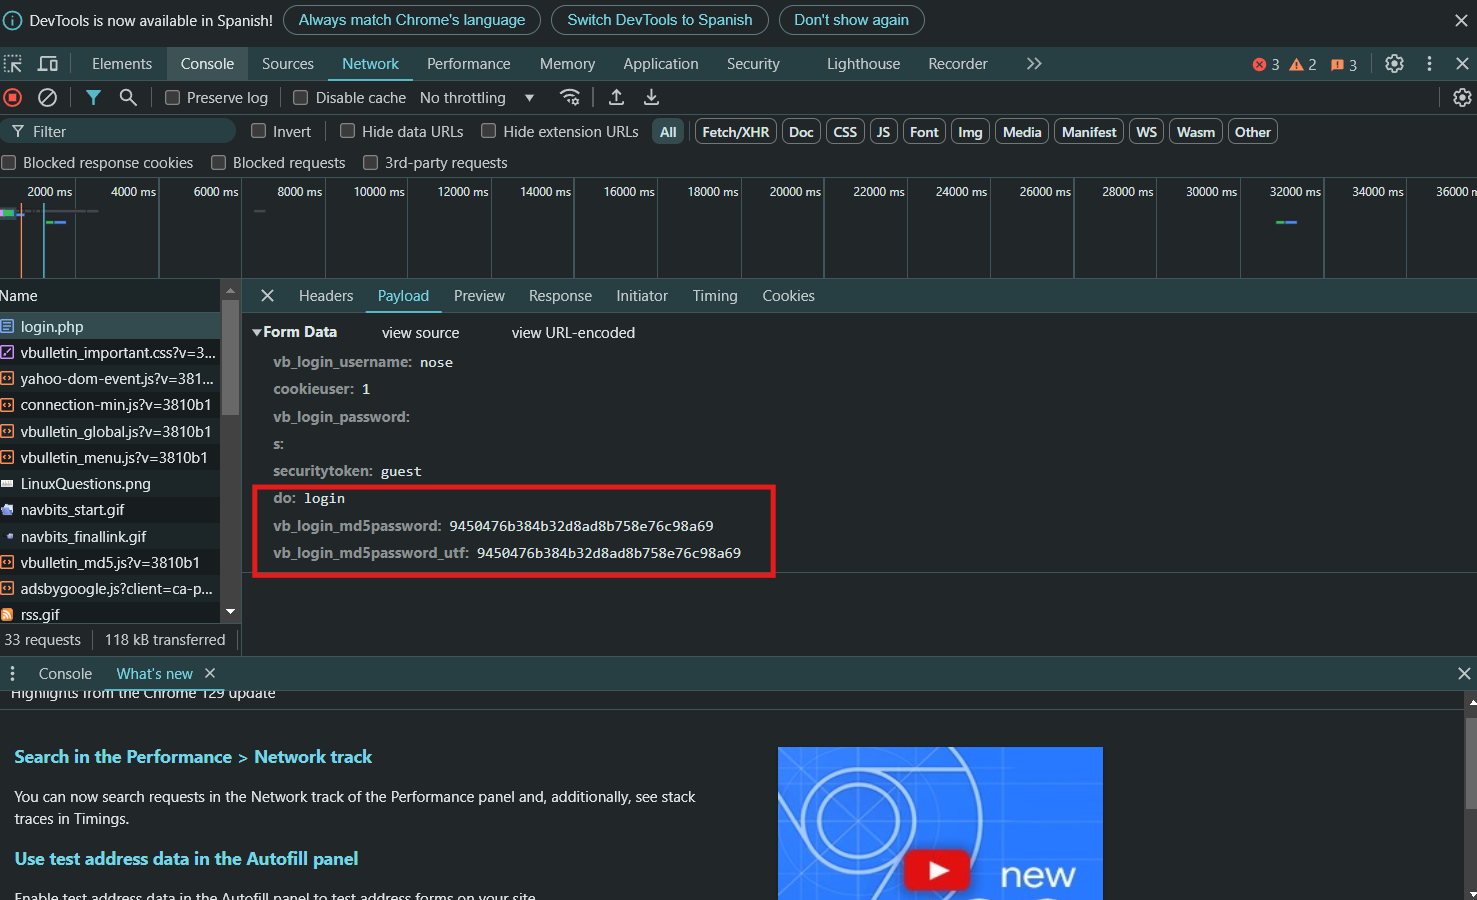 DevTools is now available in Spanish! Always match Chrome's language Switch DevTools to Spanish Don't show again
Elements Console Sources Network Performance Memory Application Security Lighthouse Recorder 3 2 3
Preserve log Disable cache No throttling
Filter Invert Hide data URLs Hide extension URLs All Fetch/XHR Doc CSS JS Font Img Media Manifest WS Wasm Other
Blocked response cookies Blocked requests 3rd-party requests
2000 ms 4000 ms 6000 ms 8000 ms 10000 ms 12000 ms 14000 ms 16000 ms 18000 ms 20000 ms 22000 ms 24000 ms 26000 ms 28000 ms 30000 ms 32000 ms 34000 ms 36000 m
Name
login.php
vbulletin_important.css?v=3...
yahoo-dom-event.js?v=381...
connection-min.js?v=3810b1
vbulletin_global.js?v=3810b1
vbulletin_menu.js?v=3810b1
LinuxQuestions.png
navbits_start.gif
navbits_finallink.gif
vbulletin_md5.js?v=3810b1
adsbygoogle.js?client=ca-p...
rss.gif
33 requests 118 kB transferred
Headers Payload Preview Response Initiator Timing Cookies
Form Data view source view URL-encoded
vb_login_username: nose
cookieuser: 1
vb_login_password:
s:
securitytoken: guest
do: login
vb_login_md5password: 9450476b384b32d8ad8b758e76c98a69
vb_login_md5password_utf: 9450476b384b32d8ad8b758e76c98a69
Console What's new
Highlights from the Chrome 129 update
Search in the Performance > Network track
You can now search requests in the Network track of the Performance panel and, additionally, see stack
traces in Timings.
Use test address data in the Autofill panel
Enable test address data in the Autofill panel to test address forms on your site.
new